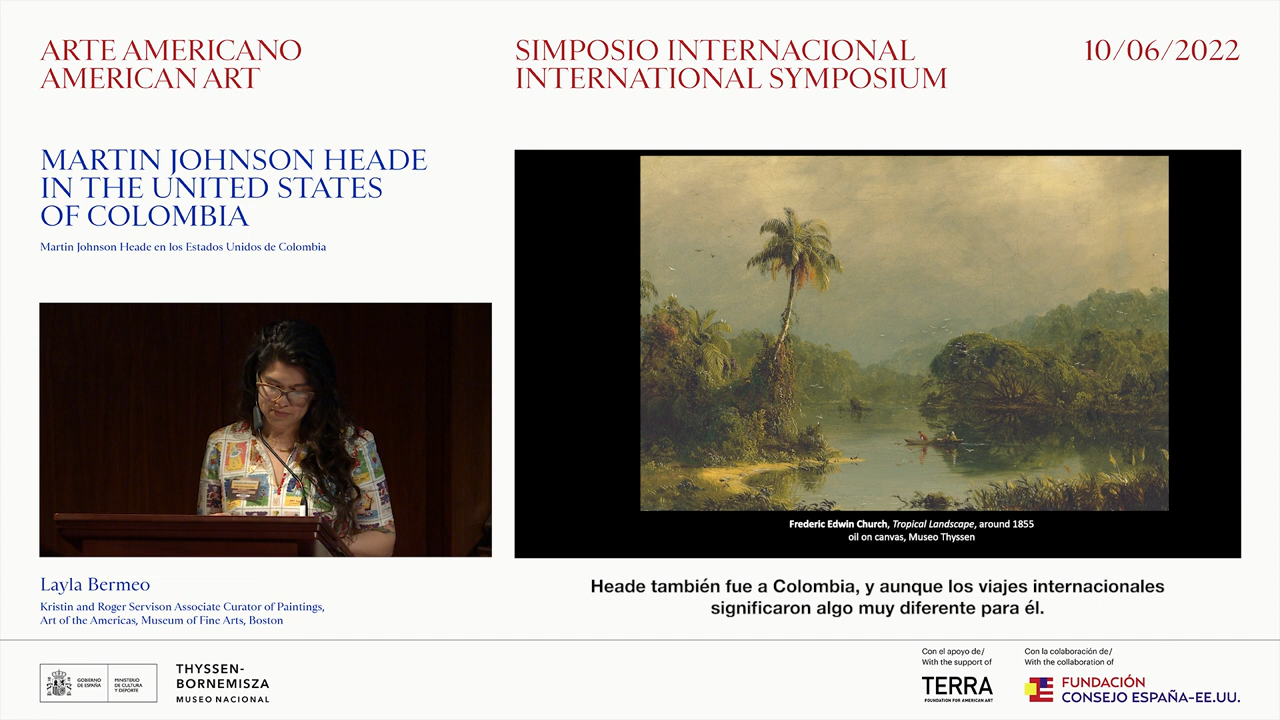 ARTE AMERICANO
AMERICAN ART
SIMPOSIO INTERNACIONAL
INTERNATIONAL SYMPOSIUM
10/06/2022
MARTIN JOHNSON HEADE
IN THE UNITED STATES
OF COLOMBIA
Martin Johnson Heade en los Estados Unidos de Colombia
Frederic Edwin Church, Tropical Landscape, around 1855
oil on canvas, Museo Thyssen
Layla Bermeo
Kristin and Roger Servison Associate Curator of Paintings,
Art of the Americas, Museum of Fine Arts, Boston
Heade también fue a Colombia, y aunque los viajes internacionales
significaron algo muy diferente para él.
GOBIERNO
DE ESPAÑA
MINISTERIO
DE CULTURA
Y DEPORTE
THYSSEN-
BORNEMISZA
MUSEO NACIONAL
Con el apoyo de/
With the support of
TERRA
FOUNDATION FOR AMERICAN ART
Con la colaboración de/
With the collaboration of
FUNDACIÓN
CONSEJO ESPAÑA-EE.UU.